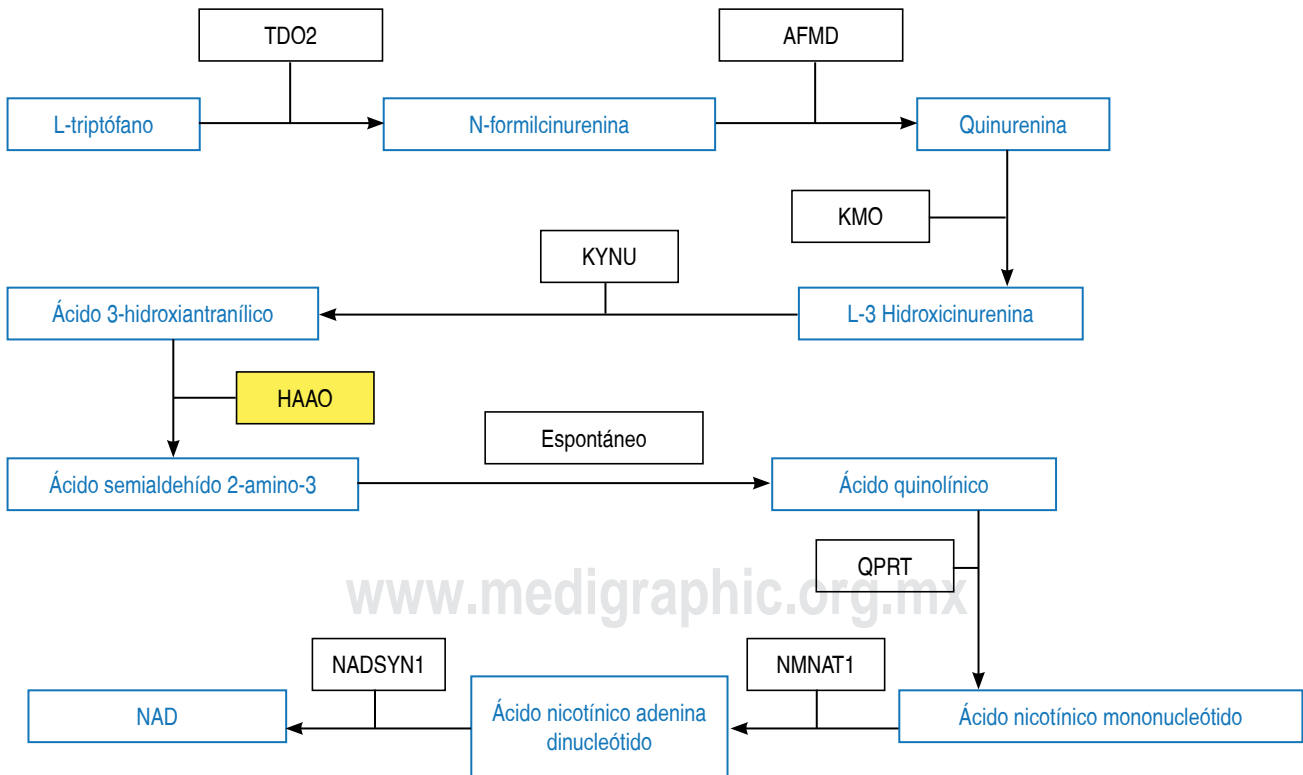 TDO2
AFMD
L-triptófano
N-formilcinurenina
Quinurenina
KMO
KYNU
Ácido 3-hidroxiantranílico
L-3 Hidroxicinurenina
HAAO
Espontáneo
Ácido semialdehído 2-amino-3
Ácido quinolínico
QPRT
www.medigraphic.org.mx
NADSYN1
NMNAT1
NAD
Ácido nicotínico adenina
dinucleótido
Ácido nicotínico mononucleótido